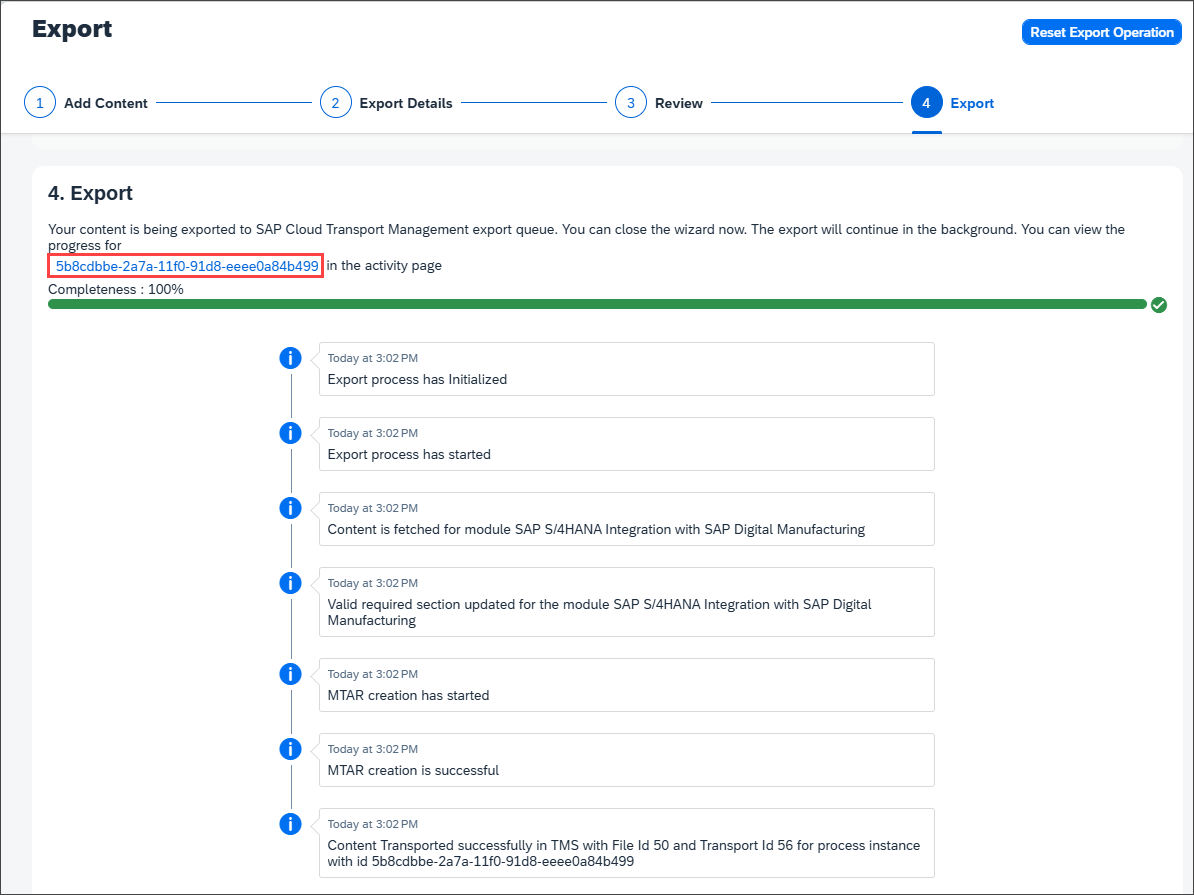 Export
Reset Export Operation
1 Add Content
2 Export Details
3 Review
4 Export
4. Export
Your content is being exported to SAP Cloud Transport Management export queue. You can close the wizard now. The export will continue in the background. You can view the
progress for
5b8cdbbe-2a7a-11f0-91d8-eeee0a84b499 in the activity page
Completeness : 100%
Today at 3:02 PM
Export process has Initialized
Today at 3:02 PM
Export process has started
Today at 3:02 PM
Content is fetched for module SAP S/4HANA Integration with SAP Digital Manufacturing
Today at 3:02 PM
Valid required section updated for the module SAP S/4HANA Integration with SAP Digital
Manufacturing
Today at 3:02 PM
MTAR creation has started
Today at 3:02 PM
MTAR creation is successful
Today at 3:02 PM
Content Transported successfully in TMS with File Id 50 and Transport Id 56 for process instance
with id 5b8cdbbe-2a7a-11f0-91d8-eeee0a84b499